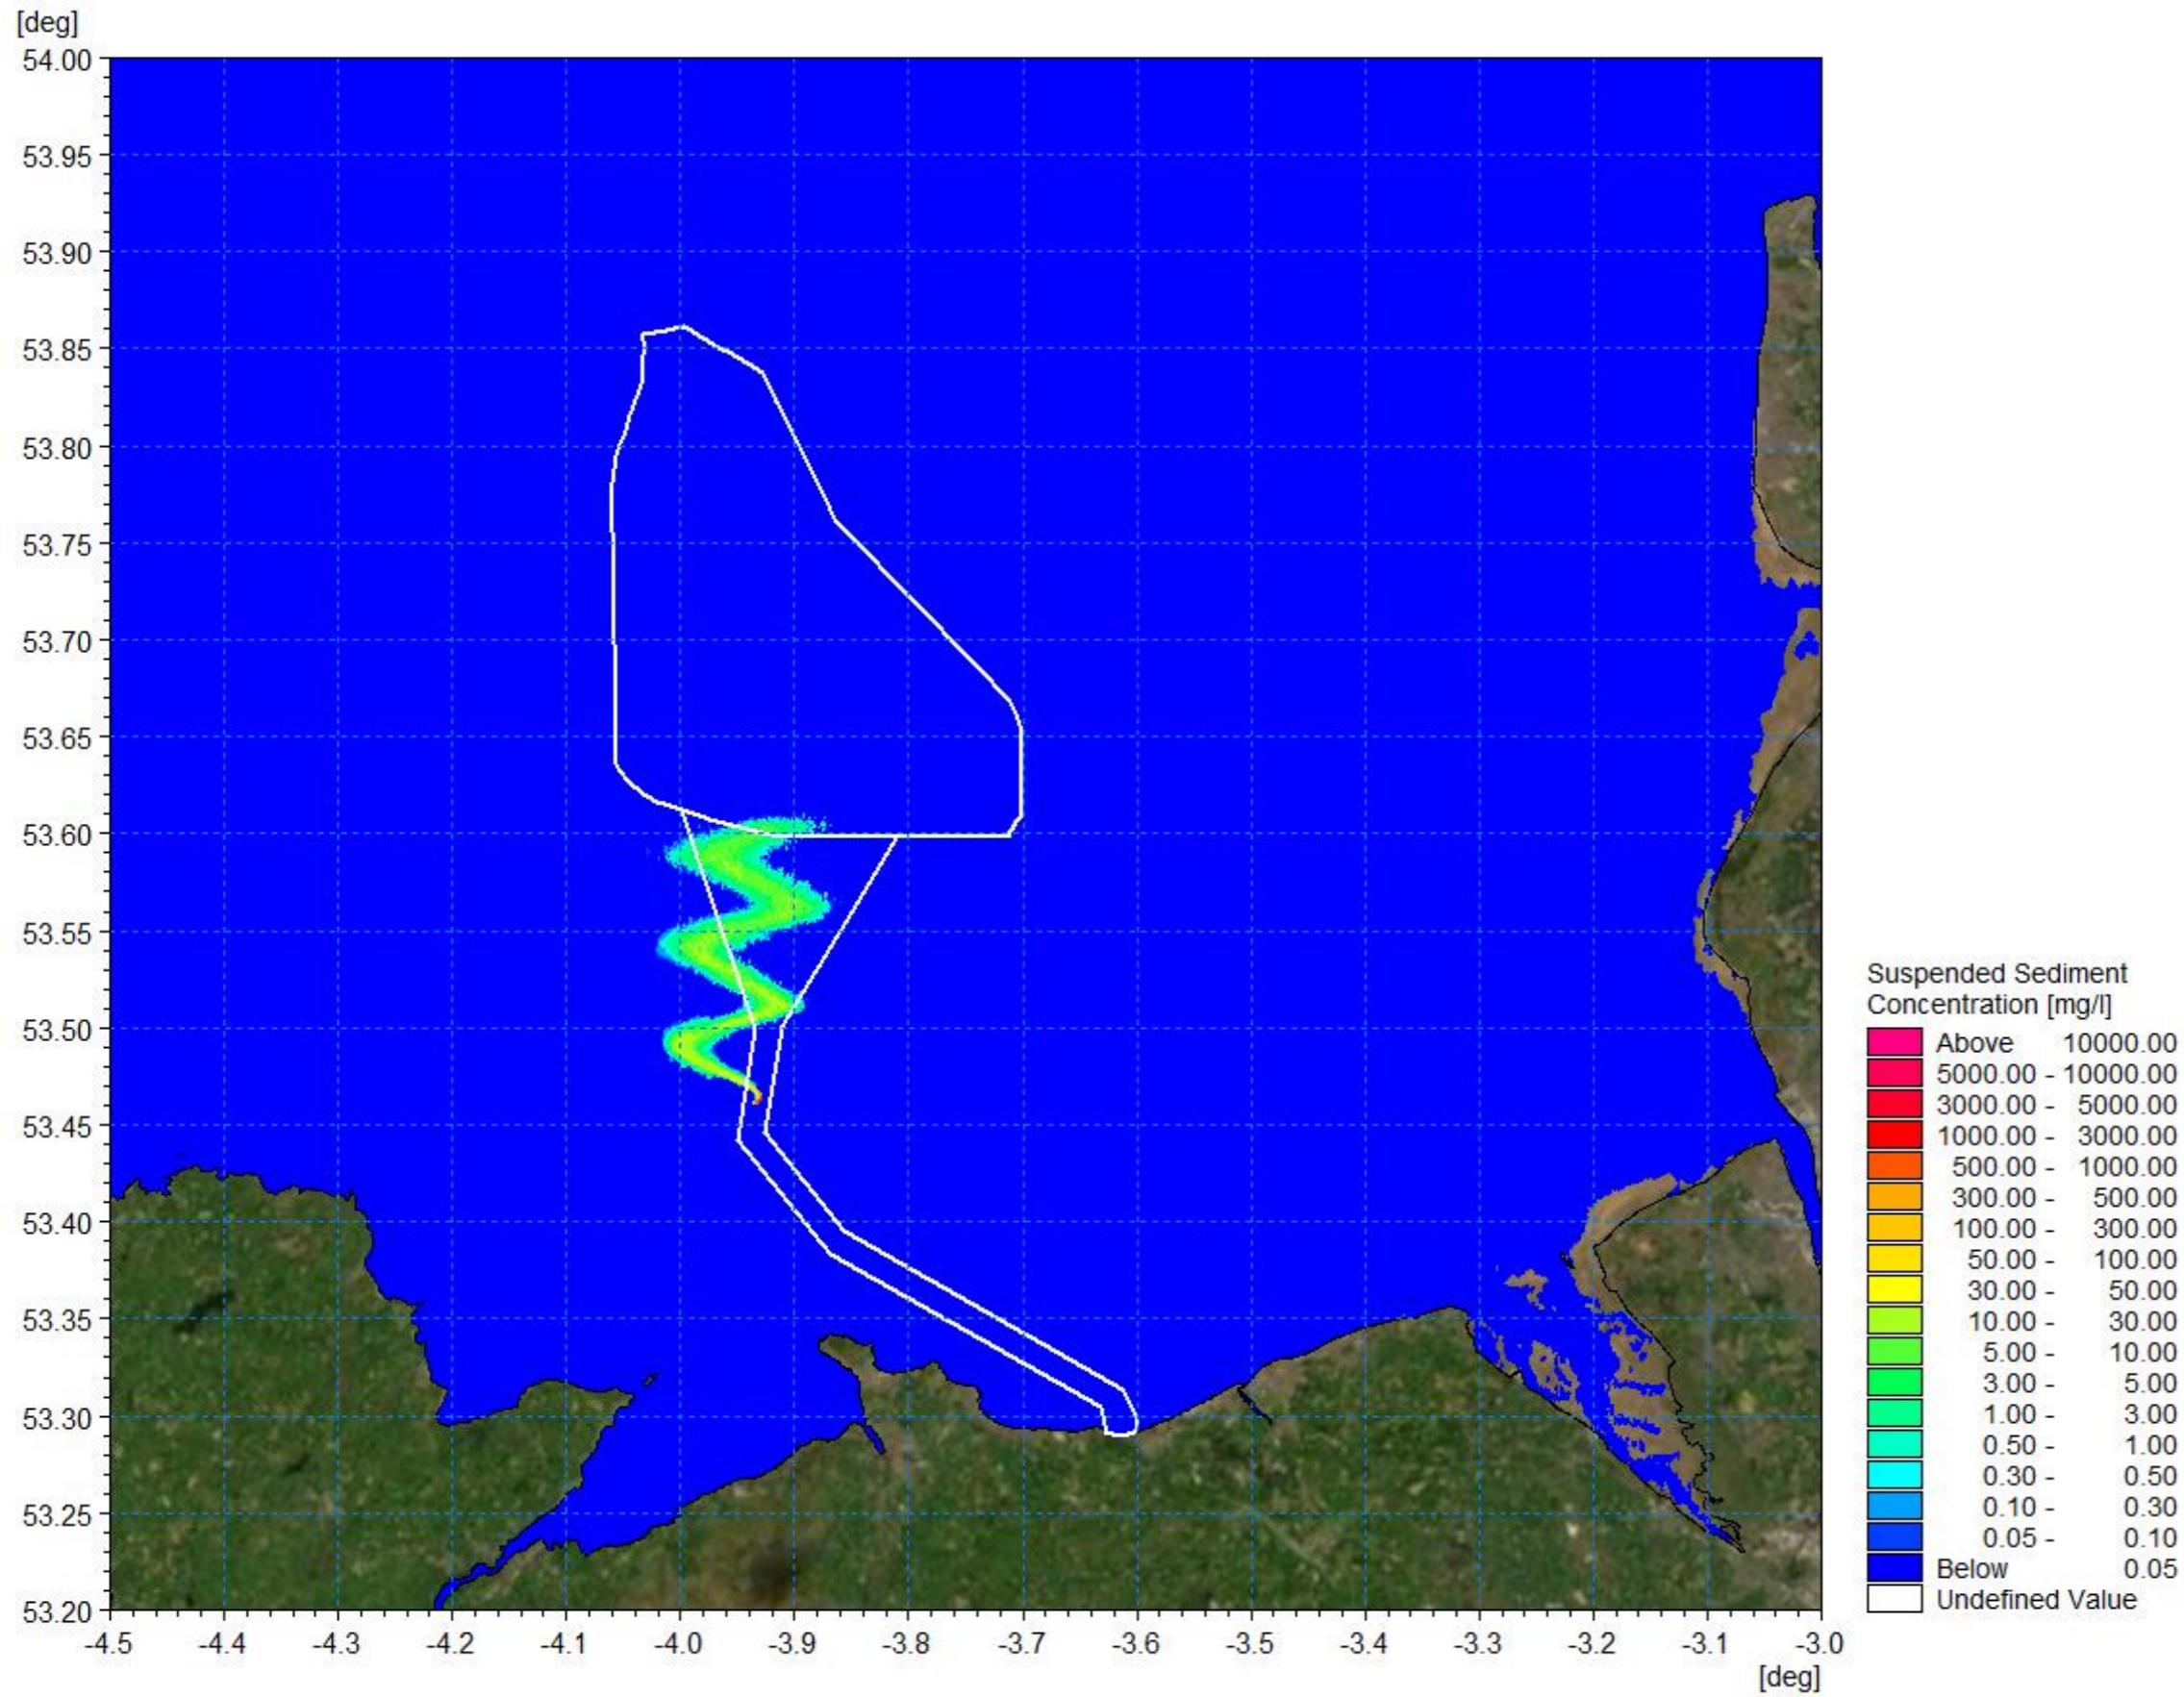 [deg]
54.00
53.95
53.90
53.85
53.80
53.75
53.70
53.65
53.60
53.55
53.50
53.45
53.40
53.35
53.30
53.25
53.20
-4.5 -4.4 -4.3 -4.2 -4.1 -4.0 -3.9 -3.8 -3.7 -3.6 -3.5 -3.4 -3.3 -3.2 -3.1 -3.0
[deg]
Suspended Sediment
Concentration [mg/l]
Above 10000.00
5000.00 - 10000.00
3000.00 - 5000.00
1000.00 - 3000.00
500.00 - 1000.00
300.00 - 500.00
100.00 - 300.00
50.00 - 100.00
30.00 - 50.00
10.00 - 30.00
5.00 - 10.00
3.00 - 5.00
1.00 - 3.00
0.50 - 1.00
0.30 - 0.50
0.10 - 0.30
0.05 - 0.10
Below 0.05
Undefined Value